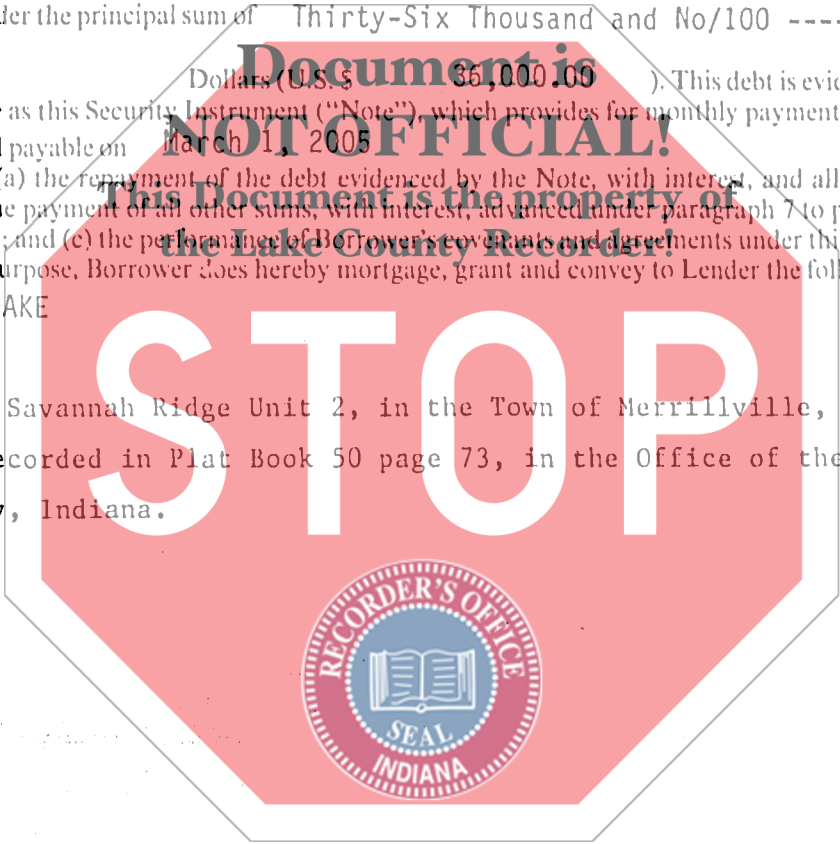 der the principal sum of Thirty-Six Thousand and No/100 ----
Document is
Dollars (U.S. $ 36,000.00 ). This debt is evid
as this Security Instrument ("Note"), which provides for monthly payment
NOT OFFICIAL!
payable on March 1, 2005
(a) the repayment of the debt evidenced by the Note, with interest, and all
This Document is the property of
e payment of all other sums, with interest, advanced under paragraph 7 to p
; and (c) the performance of Borrower's covenants and agreements under thi
the Lake County Recorder!
urpose, Borrower does hereby mortgage, grant and convey to Lender the foll
AKE
STOP
Savannah Ridge Unit 2, in the Town of Merrillville,
ecorded in Plat Book 50 page 73, in the Office of the
, Indiana.
RECORDER'S OFFICE
SEAL
INDIANA